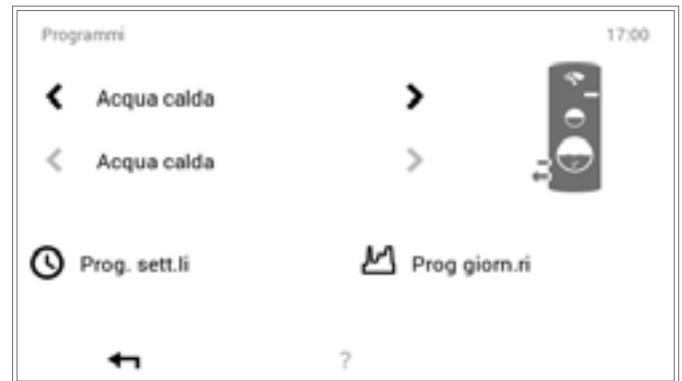 Programmi 17:00
Acqua calda
Acqua calda
Prog. sett.li Prog giorn.ri
?